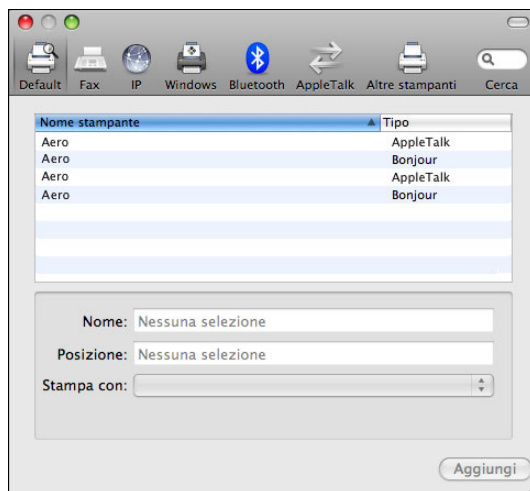 Default Fax IP Windows Bluetooth AppleTalk Altre stampanti Cerca
Nome stampante Tipo
Aero AppleTalk
Aero Bonjour
Aero AppleTalk
Aero Bonjour
Nome: Nessuna selezione
Posizione: Nessuna selezione
Stampa con:
Aggiungi